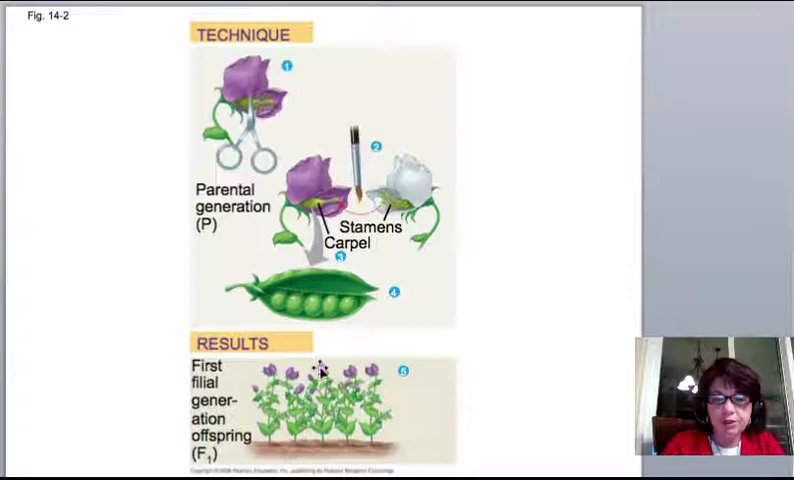 Fig. 14-2
TECHNIQUE
1
2
Parental
generation
(P)
Stamens
Carpel
3
4
RESULTS
First
filial
gener-
ation
offspring
(F₁)
5